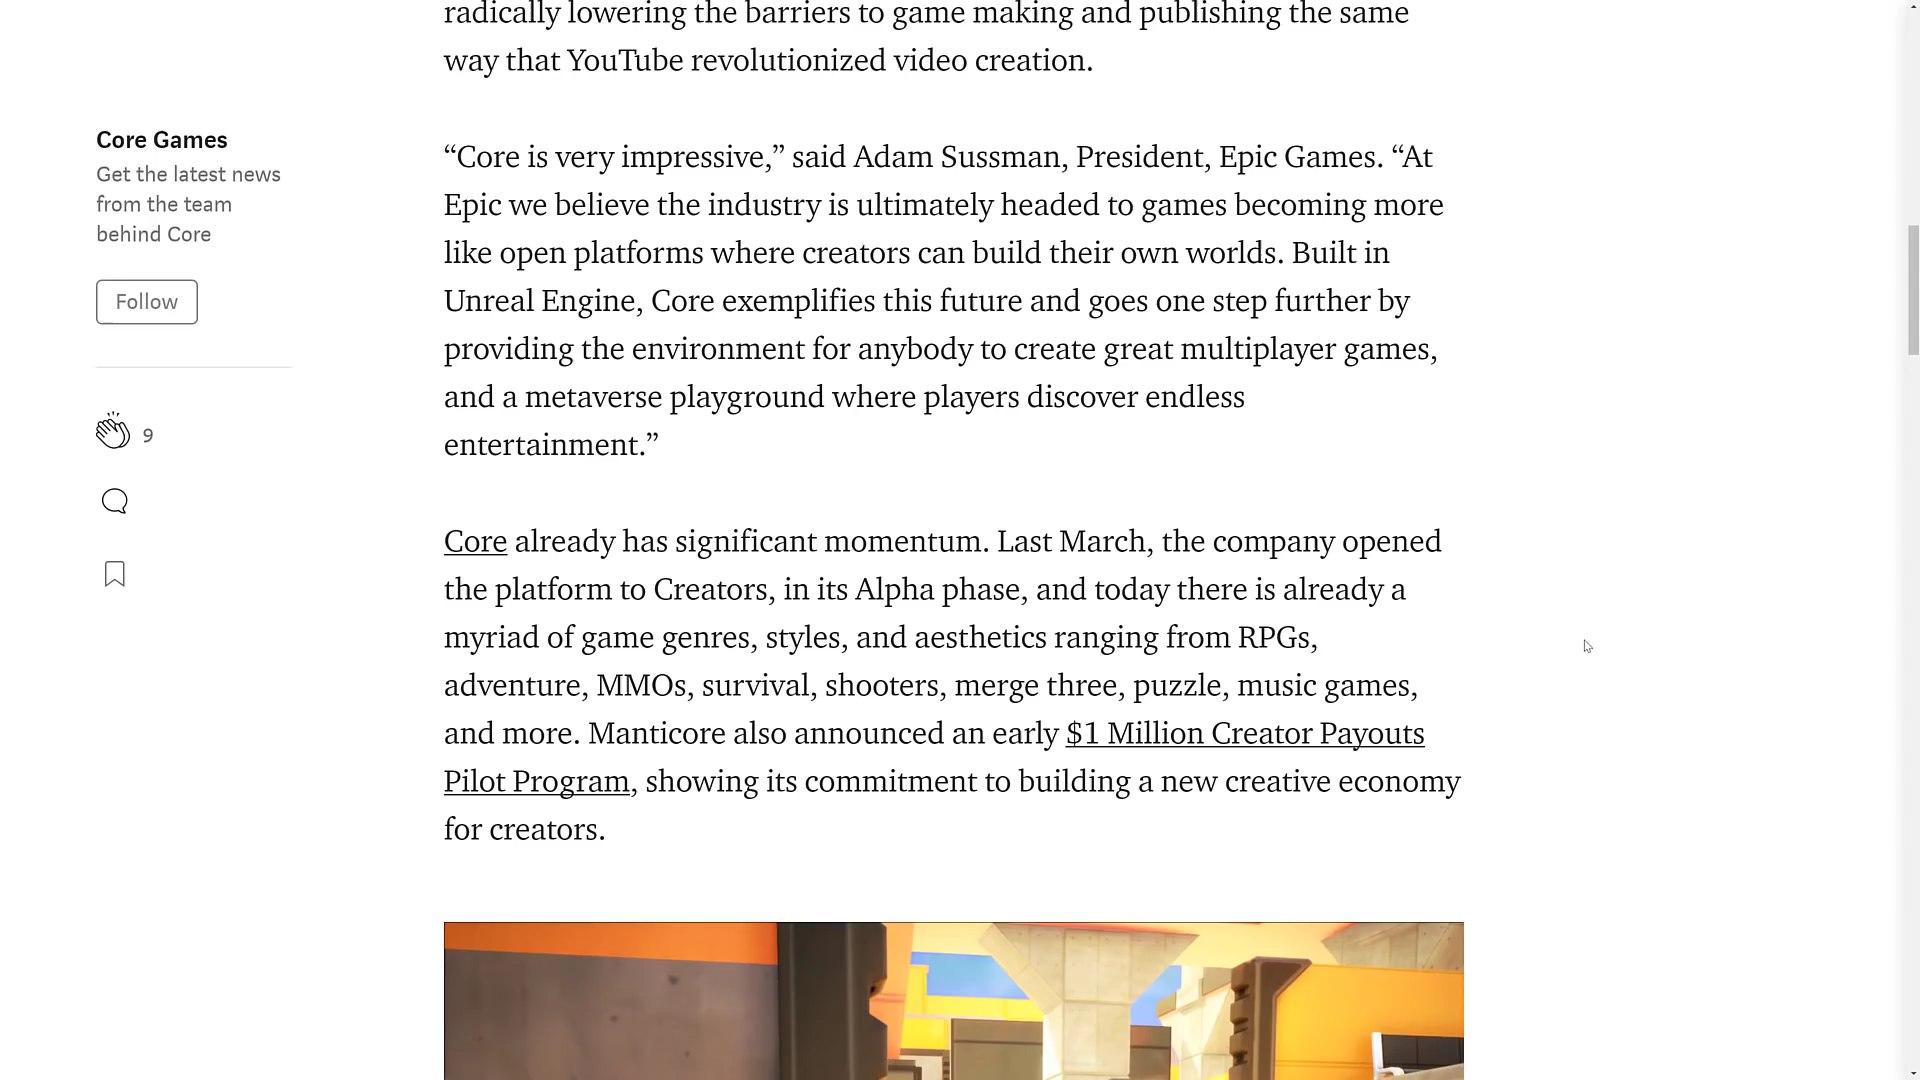 radically lowering the barriers to game making and publishing the same
way that YouTube revolutionized video creation.
Core Games
Get the latest news
from the team
behind Core
Follow
9
“Core is very impressive,” said Adam Sussman, President, Epic Games. “At
Epic we believe the industry is ultimately headed to games becoming more
like open platforms where creators can build their own worlds. Built in
Unreal Engine, Core exemplifies this future and goes one step further by
providing the environment for anybody to create great multiplayer games,
and a metaverse playground where players discover endless
entertainment.”
Core already has significant momentum. Last March, the company opened
the platform to Creators, in its Alpha phase, and today there is already a
myriad of game genres, styles, and aesthetics ranging from RPGs,
adventure, MMOs, survival, shooters, merge three, puzzle, music games,
and more. Manticore also announced an early $1 Million Creator Payouts
Pilot Program, showing its commitment to building a new creative economy
for creators.